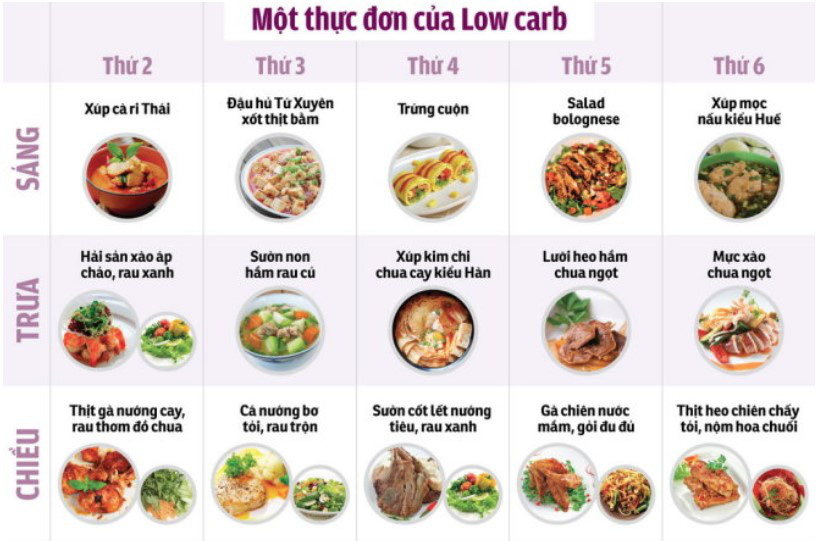 Một thực đơn của Low carb
Thứ 2
Thứ 3
Thứ 4
Thứ 5
Thứ 6
SÁNG
Xúp cà ri Thái
Đậu hủ Tứ Xuyên
xốt thịt bằm
Trứng cuộn
Salad
bolognese
Xúp mọc
nấu kiểu Huế
TRƯA
Hải sản xào áp
chảo, rau xanh
Sườn non
hầm rau củ
Xúp kim chi
chua cay kiểu Hàn
Lưỡi heo hầm
chua ngọt
Mực xào
chua ngọt
CHIỀU
Thịt gà nướng cay,
rau thơm đồ chua
Cá nướng bơ
tỏi, rau trộn
Sườn cốt lết nướng
tiêu, rau xanh
Gà chiên nước
mắm, gỏi đu đủ
Thịt heo chiên cháy
tỏi, nộm hoa chuối